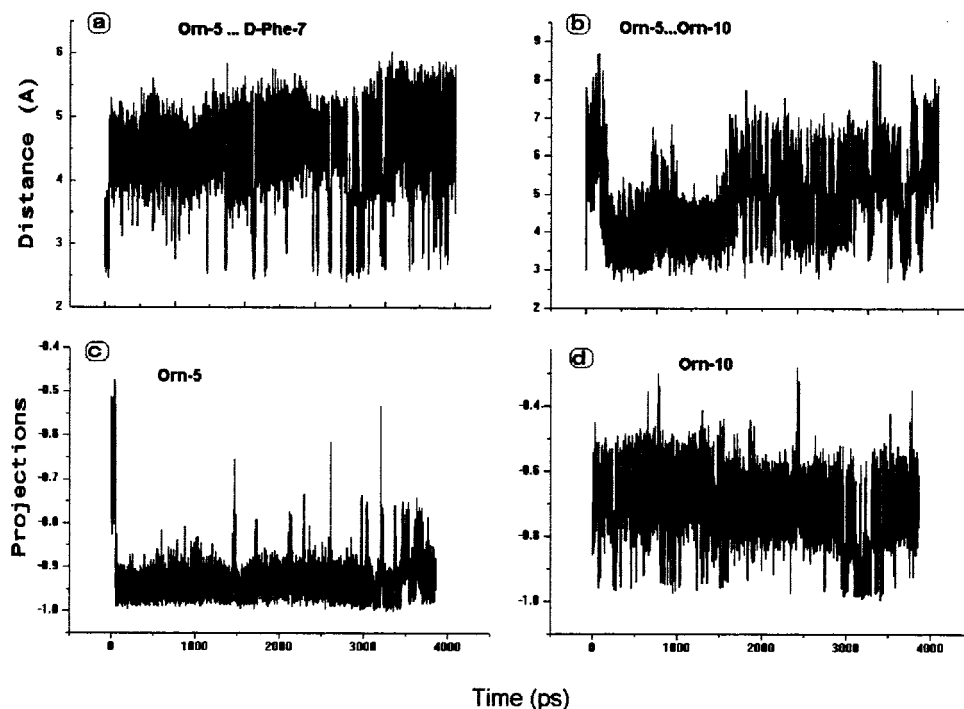 a
Orn-5 ... D-Phe-7
6
5
4
3
2
Distance (A)
b
Orn-5...Orn-10
9
8
7
6
5
4
3
2
c
Orn-5
-0.4
-0.5
-0.6
-0.7
-0.8
-0.9
-1.0
Projections
0 1000 2000 3000 4000
d
Orn-10
-0.4
-0.6
-0.8
-1.0
0 1000 2000 3000 4000
Time (ps)